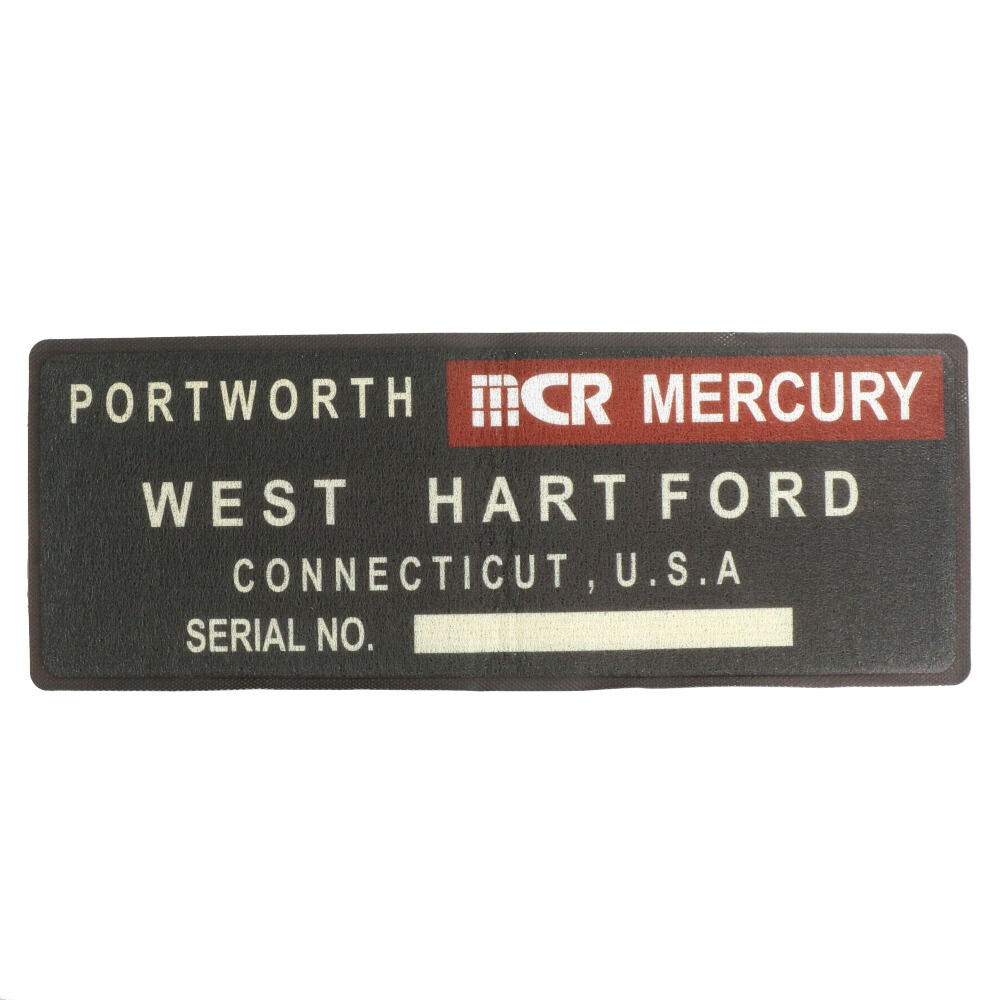 PORTWORTH mCR MERCURY
WEST HARTFORD
CONNECTICUT, U.S.A
SERIAL NO.